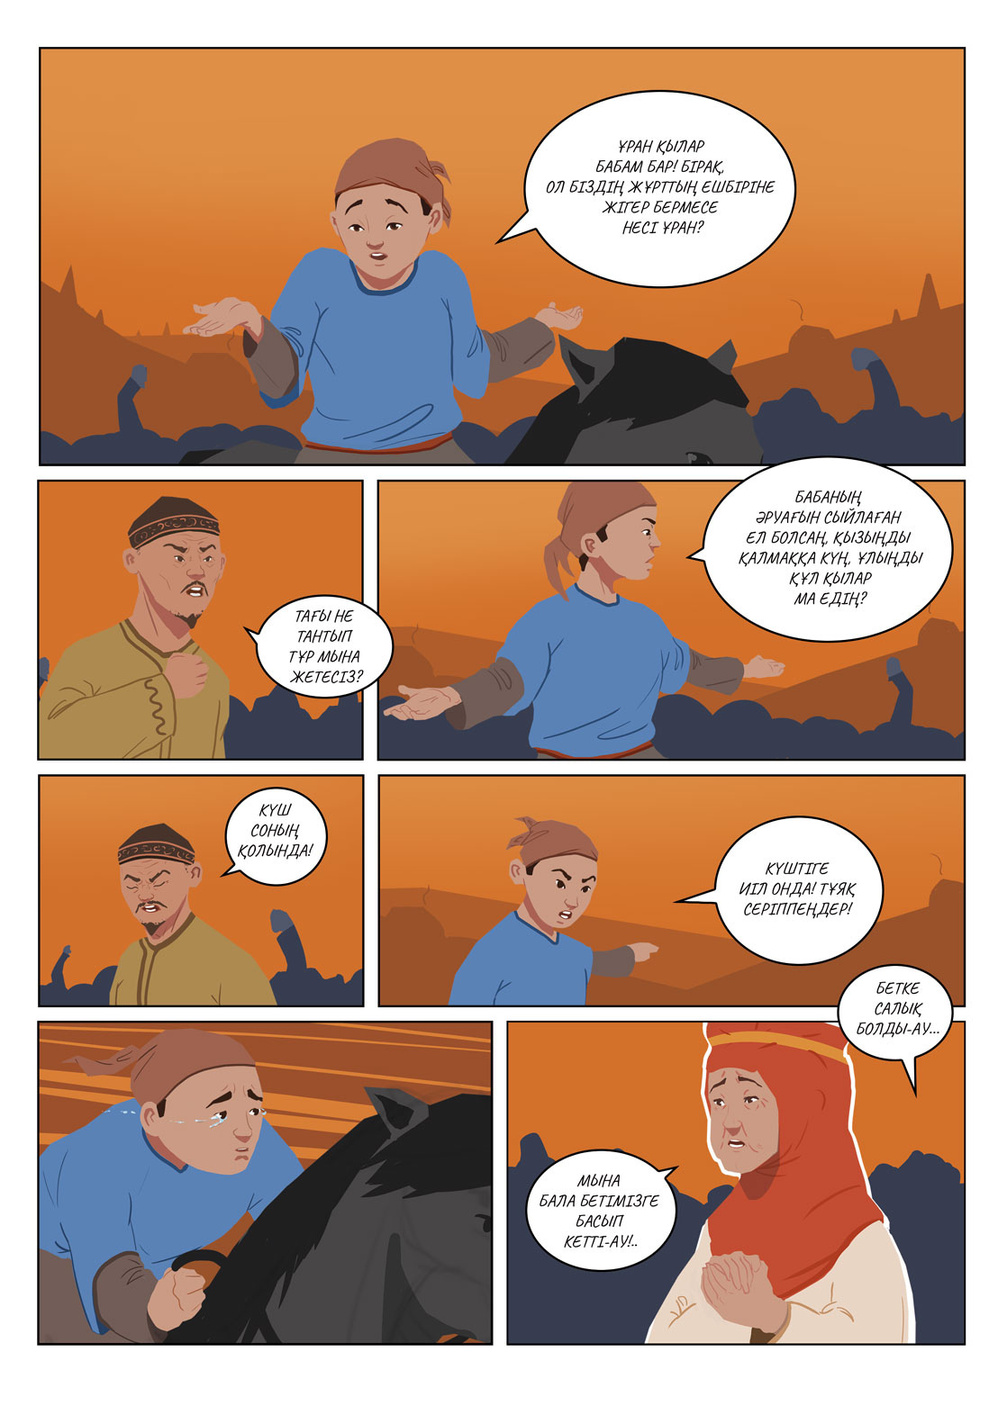 ҰРАН ҚЫЛАР
БАБАМ БАР! БІРАҚ,
ОЛ БІЗДІҢ ЖҰРТТЫҢ ЕШБІРІНЕ
ЖІГЕР БЕРМЕСЕ
НЕСІ ҰРАН?
ТАҒЫ НЕ
ТАНТЫП
ТҰР МЫНА
ЖЕТЕСІЗ?
БАБАНЫҢ
ӘРУАҒЫН СЫЙЛАҒАН
ЕЛ БОЛСАҢ, ҚЫЗЫҢДЫ
ҚАЛМАҚҚА КҮҢ, ҰЛЫҢДЫ
ҚҰЛ ҚЫЛАР
МА ЕДІҢ?
КҮШ
СОНЫҢ
ҚОЛЫНДА!
КҮШТІГЕ
ИІЛ ОНДА! ТҰЯҚ
СЕРІППЕҢДЕР!
БЕТКЕ
САЛЫҚ
БОЛДЫ-АУ...
МЫНА
БАЛА БЕТІМІЗГЕ
БАСЫП
КЕТТІ-АУ!..